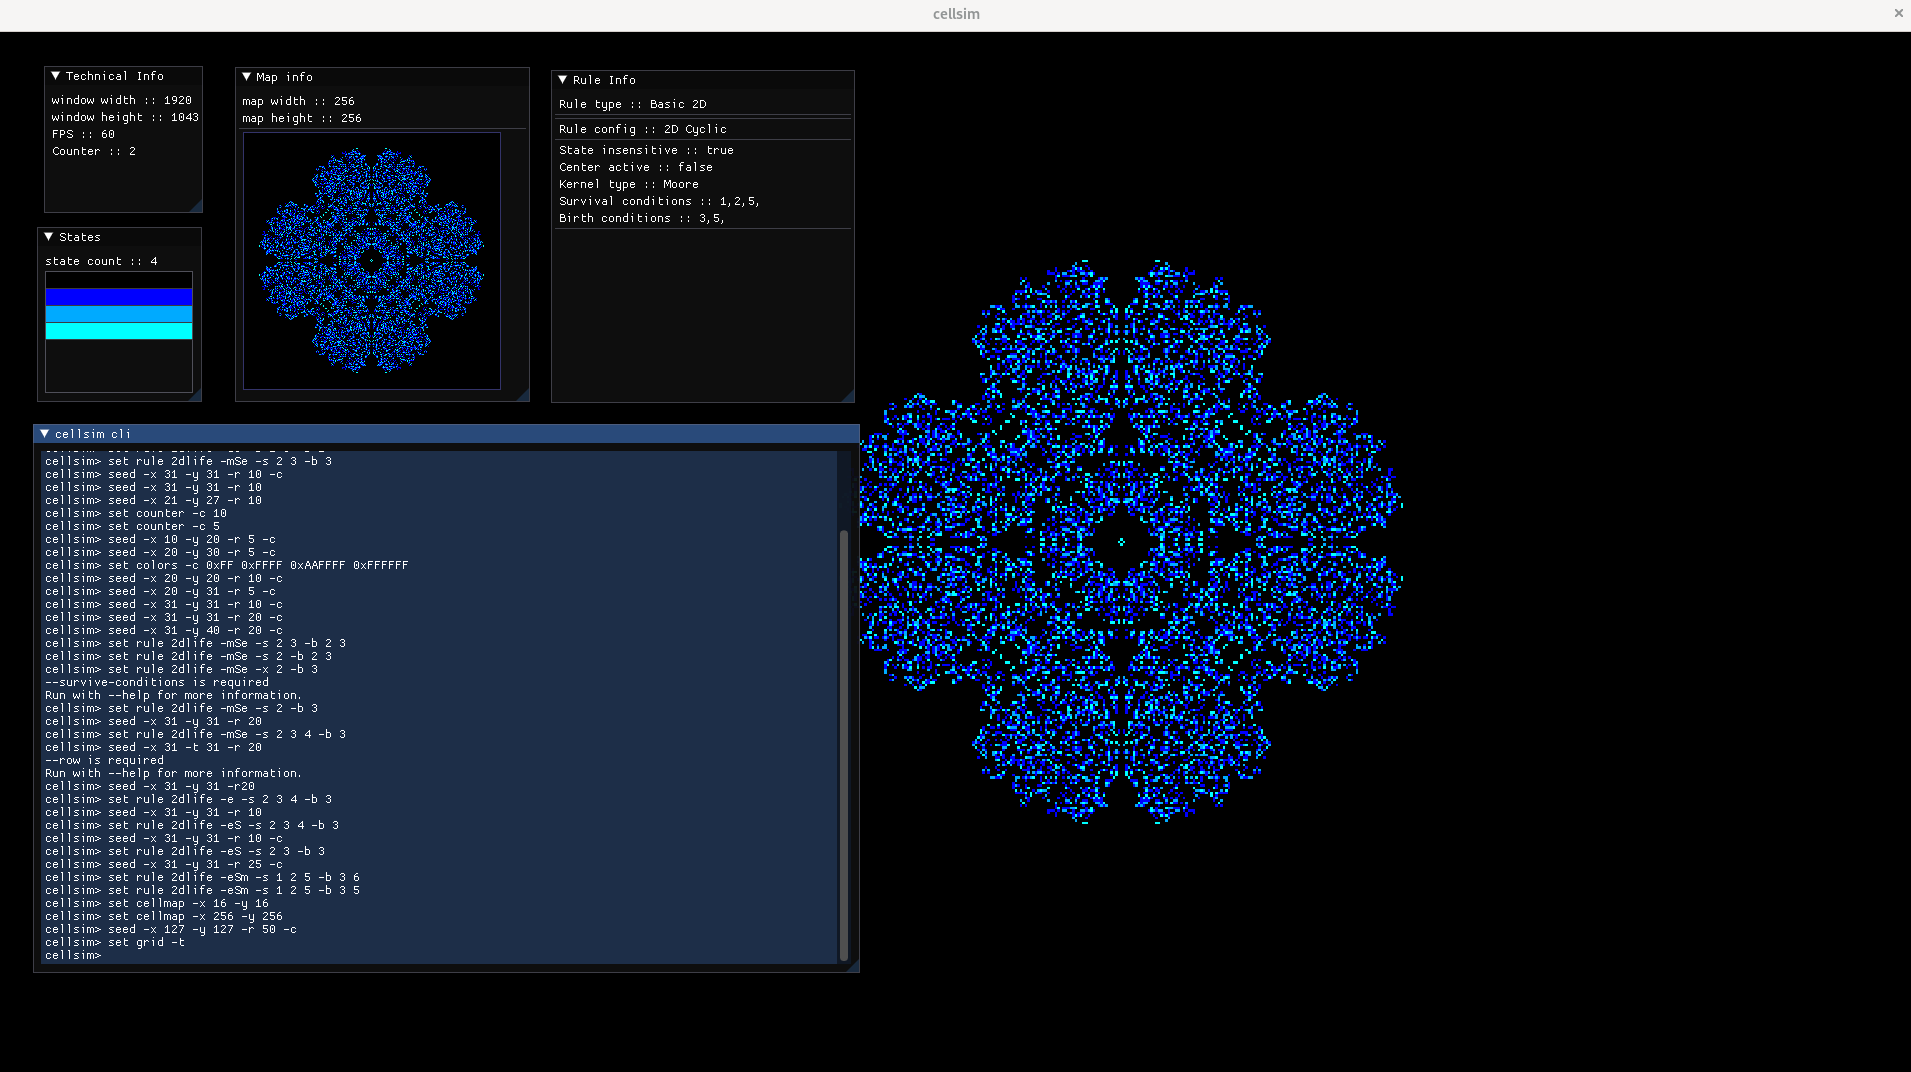 cellsim
Technical Info
window width :: 1920
window height :: 1043
FPS :: 60
Counter :: 2
Map info
map width :: 256
map height :: 256
Rule Info
Rule type :: Basic 2D
Rule config :: 2D Cyclic
State insensitive :: true
Center active :: false
Kernel type :: Moore
Survival conditions :: 1,2,5,
Birth conditions :: 3,5,
States
state count :: 4
cellsim cli
cellsim> set rule 2dlife -mSe -s 2 3 -b 3
cellsim> seed -x 31 -y 31 -r 10 -c
cellsim> seed -x 31 -y 31 -r 10
cellsim> seed -x 21 -y 27 -r 10
cellsim> set counter -c 10
cellsim> set counter -c 5
cellsim> seed -x 10 -y 20 -r 5 -c
cellsim> seed -x 20 -y 30 -r 5 -c
cellsim> set colors -c 0xFF 0xFFFF 0xAAFFFF 0xFFFFFF
cellsim> seed -x 20 -y 20 -r 10 -c
cellsim> seed -x 20 -y 31 -r 5 -c
cellsim> seed -x 31 -y 31 -r 10 -c
cellsim> seed -x 31 -y 31 -r 20 -c
cellsim> seed -x 31 -y 40 -r 20 -c
cellsim> set rule 2dlife -mSe -s 2 3 -b 2 3
cellsim> set rule 2dlife -mSe -s 2 -b 2 3
cellsim> set rule 2dlife -mSe -x 2 -b 3
--survive-conditions is required
Run with --help for more information.
cellsim> set rule 2dlife -mSe -s 2 -b 3
cellsim> seed -x 31 -y 31 -r 20
cellsim> set rule 2dlife -mSe -s 2 3 4 -b 3
cellsim> seed -x 31 -t 31 -r 20
--row is required
Run with --help for more information.
cellsim> seed -x 31 -y 31 -r20
cellsim> set rule 2dlife -e -s 2 3 4 -b 3
cellsim> seed -x 31 -y 31 -r 10
cellsim> set rule 2dlife -eS -s 2 3 4 -b 3
cellsim> seed -x 31 -y 31 -r 10 -c
cellsim> set rule 2dlife -eS -s 2 3 -b 3
cellsim> seed -x 31 -y 31 -r 25 -c
cellsim> set rule 2dlife -eSm -s 1 2 5 -b 3 6
cellsim> set rule 2dlife -eSm -s 1 2 5 -b 3 5
cellsim> set cellmap -x 16 -y 16
cellsim> set cellmap -x 256 -y 256
cellsim> seed -x 127 -y 127 -r 50 -c
cellsim> set grid -t
cellsim>